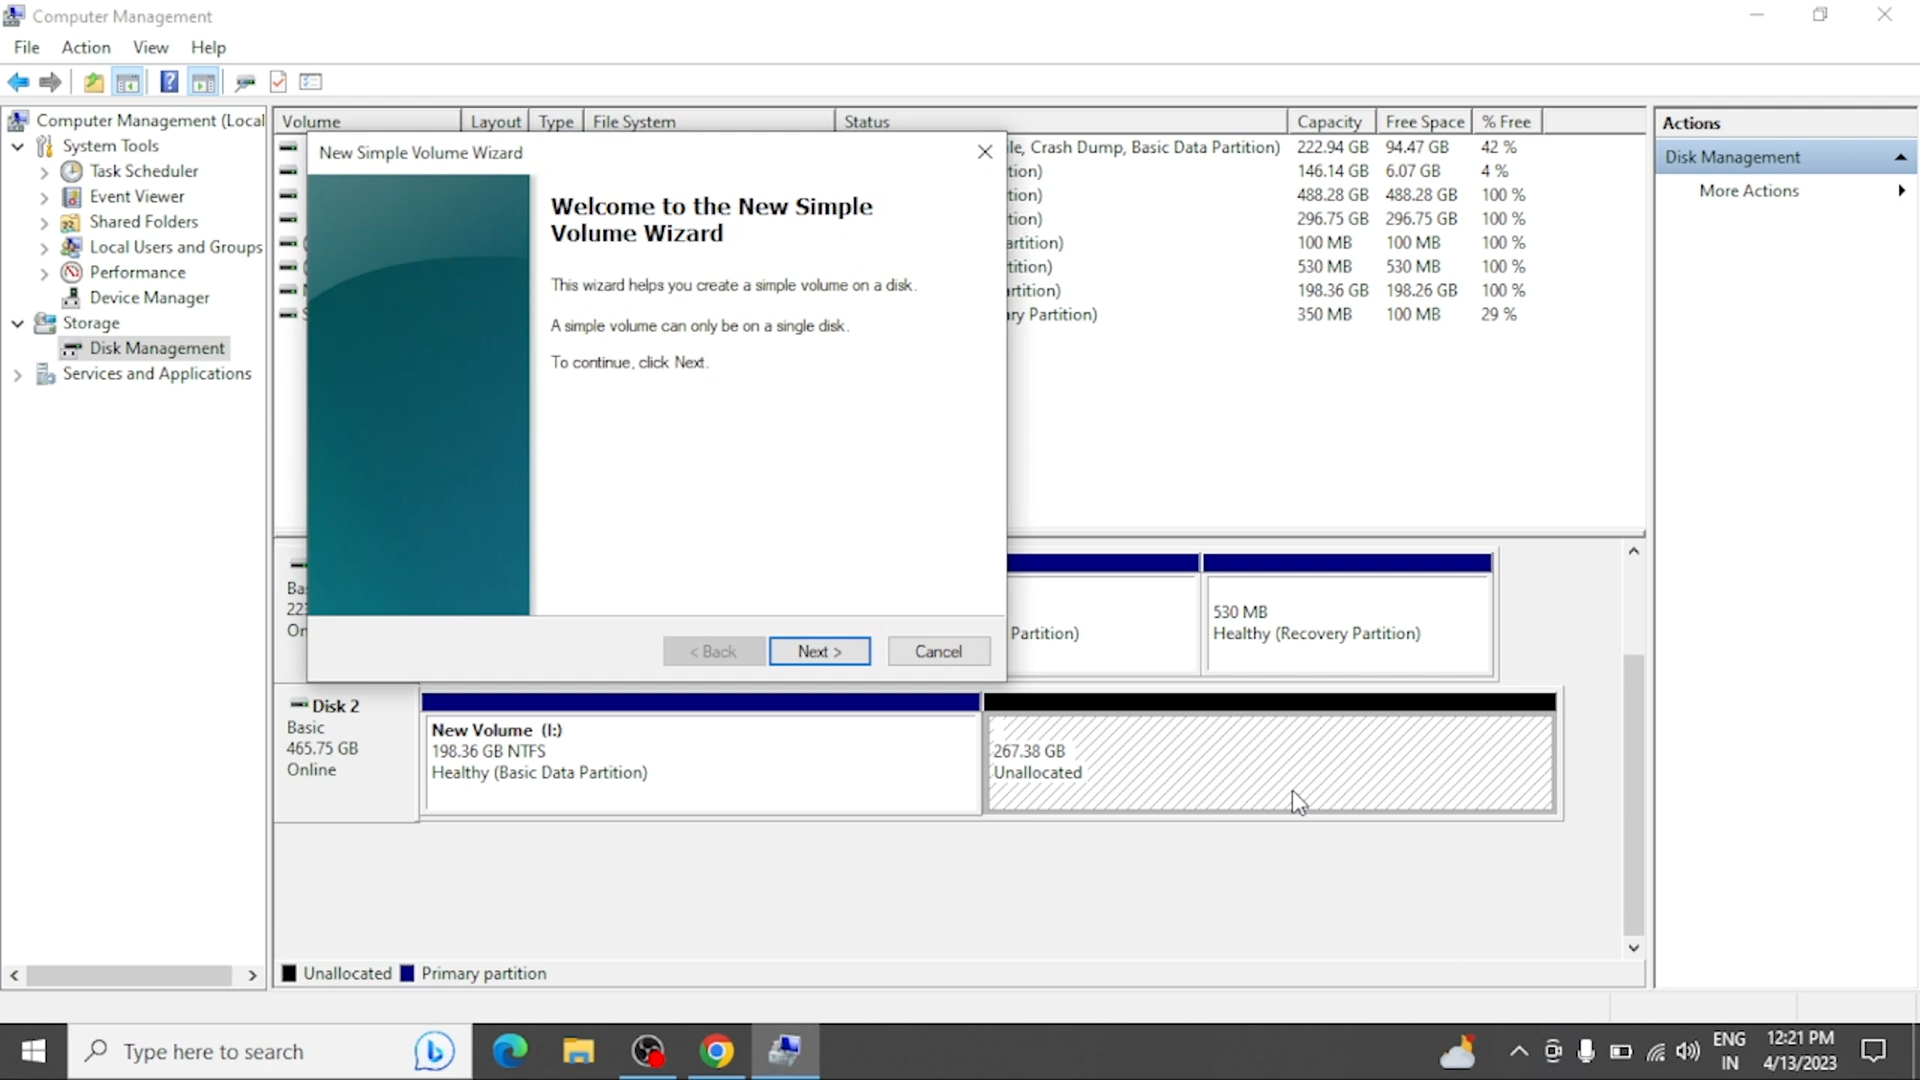 Computer Management
File Action View Help
Computer Management (Local
System Tools
Task Scheduler
Event Viewer
Shared Folders
Local Users and Groups
Performance
Device Manager
Storage
Disk Management
Services and Applications
Volume Layout Type File System Status Capacity Free Space % Free
ile, Crash Dump, Basic Data Partition) 222.94 GB 94.47 GB 42 %
tion) 146.14 GB 6.07 GB 4 %
tion) 488.28 GB 488.28 GB 100 %
tion) 296.75 GB 296.75 GB 100 %
artition) 100 MB 100 MB 100 %
tition) 530 MB 530 MB 100 %
artition) 198.36 GB 198.26 GB 100 %
ry Partition) 350 MB 100 MB 29 %
New Simple Volume Wizard
Welcome to the New Simple
Volume Wizard
This wizard helps you create a simple volume on a disk.
A simple volume can only be on a single disk.
To continue, click Next.
< Back Next > Cancel
Bas
223
On
Partition)
530 MB
Healthy (Recovery Partition)
Disk 2
Basic
465.75 GB
Online
New Volume (I:)
198.36 GB NTFS
Healthy (Basic Data Partition)
267.38 GB
Unallocated
Unallocated Primary partition
Actions
Disk Management
More Actions
Type here to search
ENG
IN
12:21 PM
4/13/2023